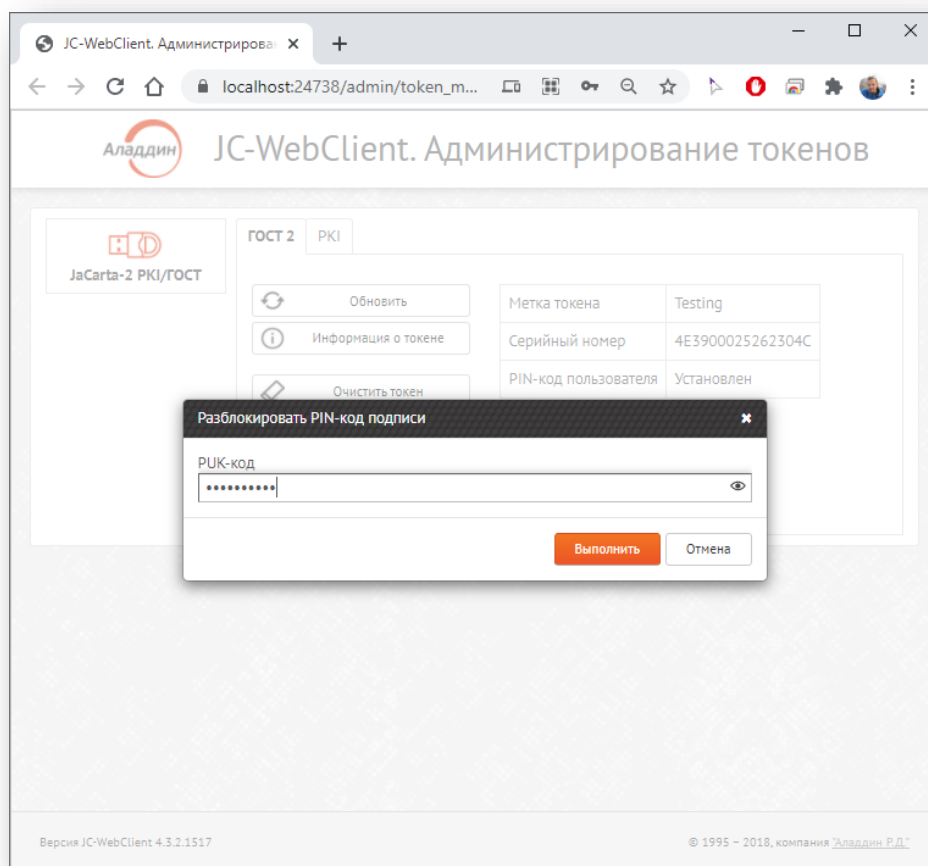 JC-WebClient. Администрирова
localhost:24738/admin/token_m...
Аладдин
JC-WebClient. Администрирование токенов
JaCarta-2 PKI/ГОСТ
ГОСТ 2 PKI
Обновить
Информация о токене
Очистить токен
Метка токена Testing
Серийный номер 4E3900025262304C
PIN-код пользователя Установлен
Разблокировать PIN-код подписи
PUK-код
••••••••••
Выполнить Отмена
Версия JC-WebClient 4.3.2.1517
© 1995 – 2018, компания "Аладдин Р.Д."